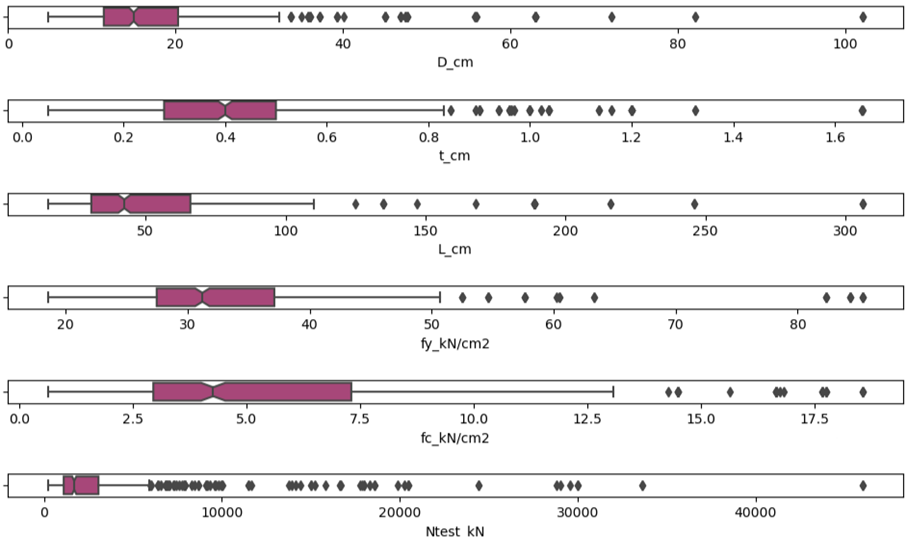 0 20 40 60 80 100
D_cm
0.0 0.2 0.4 0.6 0.8 1.0 1.2 1.4 1.6
t_cm
50 100 150 200 250 300
L_cm
20 30 40 50 60 70 80
fy_kN/cm2
0.0 2.5 5.0 7.5 10.0 12.5 15.0 17.5
fc_kN/cm2
0 10000 20000 30000 40000
Ntest_kN